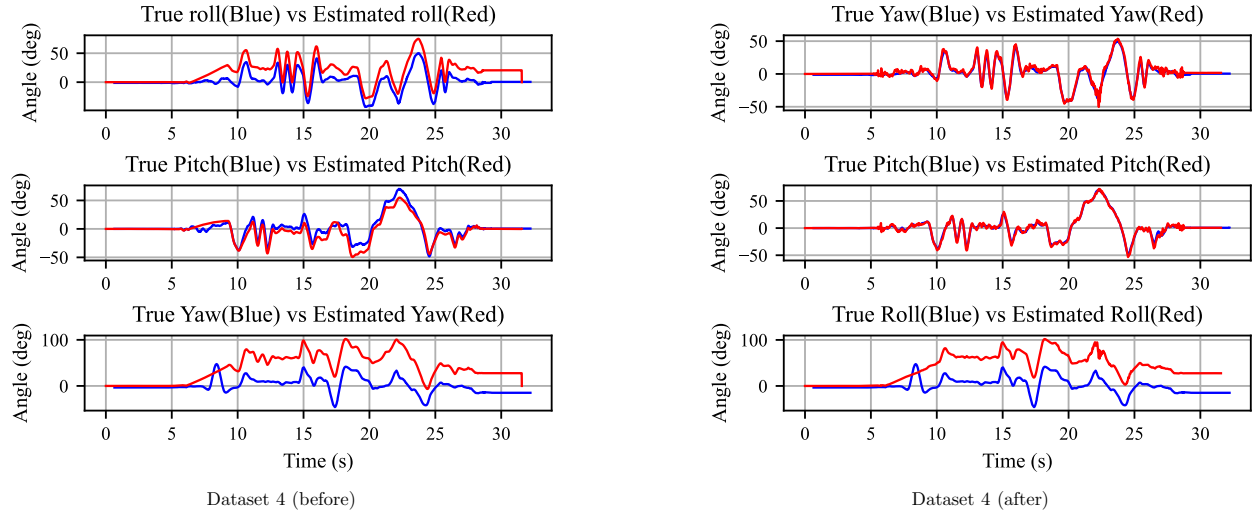 True roll(Blue) vs Estimated roll(Red)
50
0
Angle (deg)
0 5 10 15 20 25 30
True Pitch(Blue) vs Estimated Pitch(Red)
50
0
−50
Angle (deg)
0 5 10 15 20 25 30
True Yaw(Blue) vs Estimated Yaw(Red)
100
0
Angle (deg)
0 5 10 15 20 25 30
Time (s)
Dataset 4 (before)
True Yaw(Blue) vs Estimated Yaw(Red)
50
0
−50
Angle (deg)
0 5 10 15 20 25 30
True Pitch(Blue) vs Estimated Pitch(Red)
50
0
−50
Angle (deg)
0 5 10 15 20 25 30
True Roll(Blue) vs Estimated Roll(Red)
100
0
Angle (deg)
0 5 10 15 20 25 30
Time (s)
Dataset 4 (after)